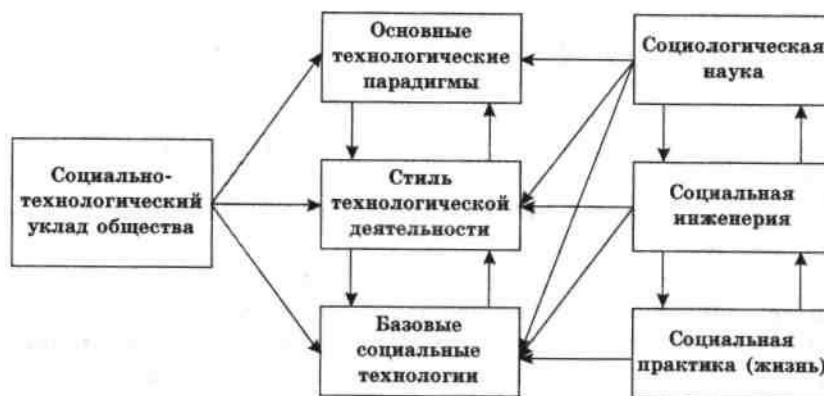 Социально-
технологический
уклад общества
Основные
технологические
парадигмы
Стиль
технологической
деятельности
Базовые
социальные
технологии
Социологическая
наука
Социальная
инженерия
Социальная
практика (жизнь)